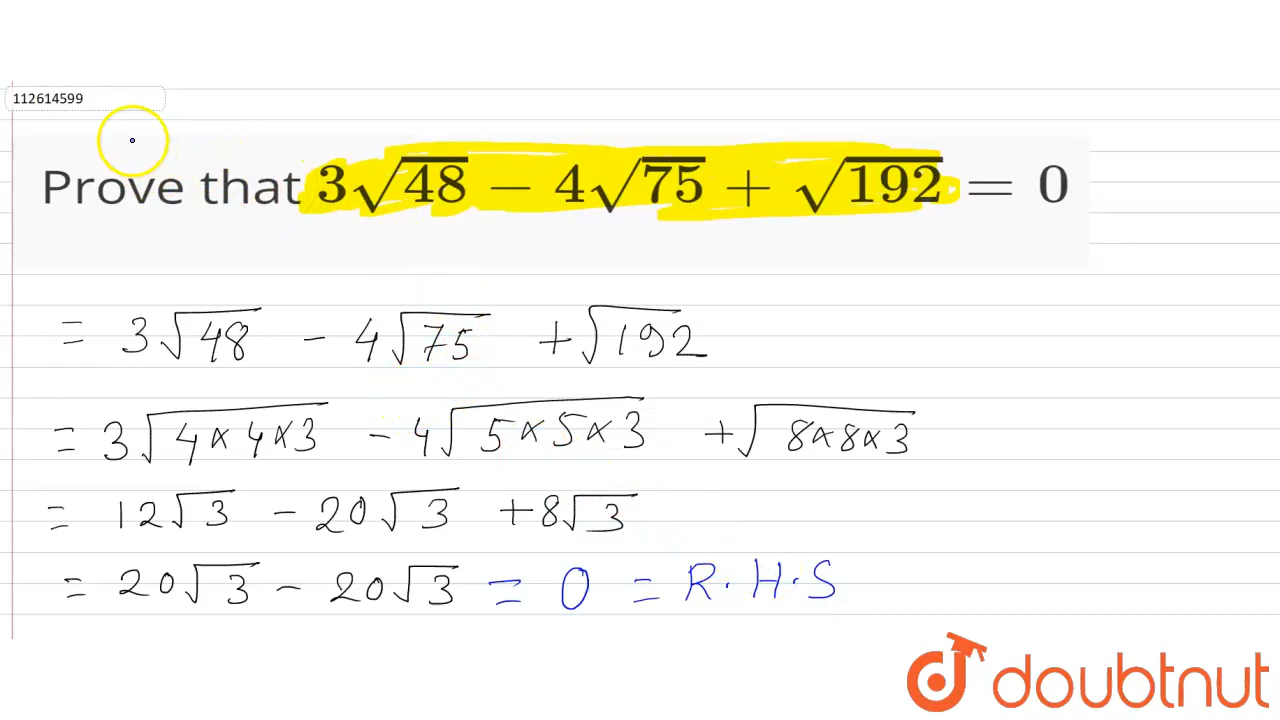 112614599
Prove that 3√48 − 4√75 + √192 = 0
= 3√48 − 4√75 + √192
= 3√4×4×3 − 4√5×5×3 + √8×8×3
= 12√3 − 20√3 + 8√3
= 20√3 − 20√3 = 0 = R.H.S
doubtnut